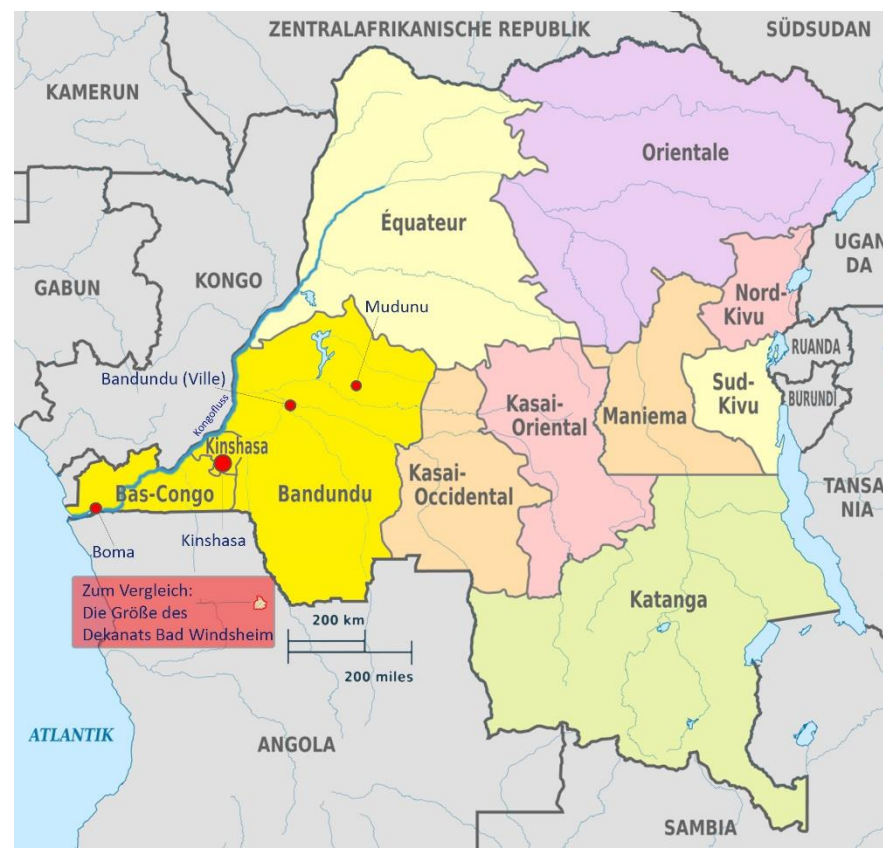 ZENTRALAFRIKANISCHE REPUBLIK
SÜDSUDAN
KAMERUN
Orientale
Équateur
UGAN
DA
GABUN
KONGO
Nord-
Kivu
Mudunu
RUANDA
Bandundu (Ville)
Sud-
Kivu
BURUNDI
Kongofluss
Kasai-
Oriental
Maniema
Kinshasa
Kasai-
Occidental
Bas-Congo
Bandundu
TANSA
NIA
Boma
Kinshasa
Zum Vergleich:
Die Größe des
Dekanats Bad Windsheim
Katanga
200 km
200 miles
ATLANTIK
ANGOLA
SAMBIA